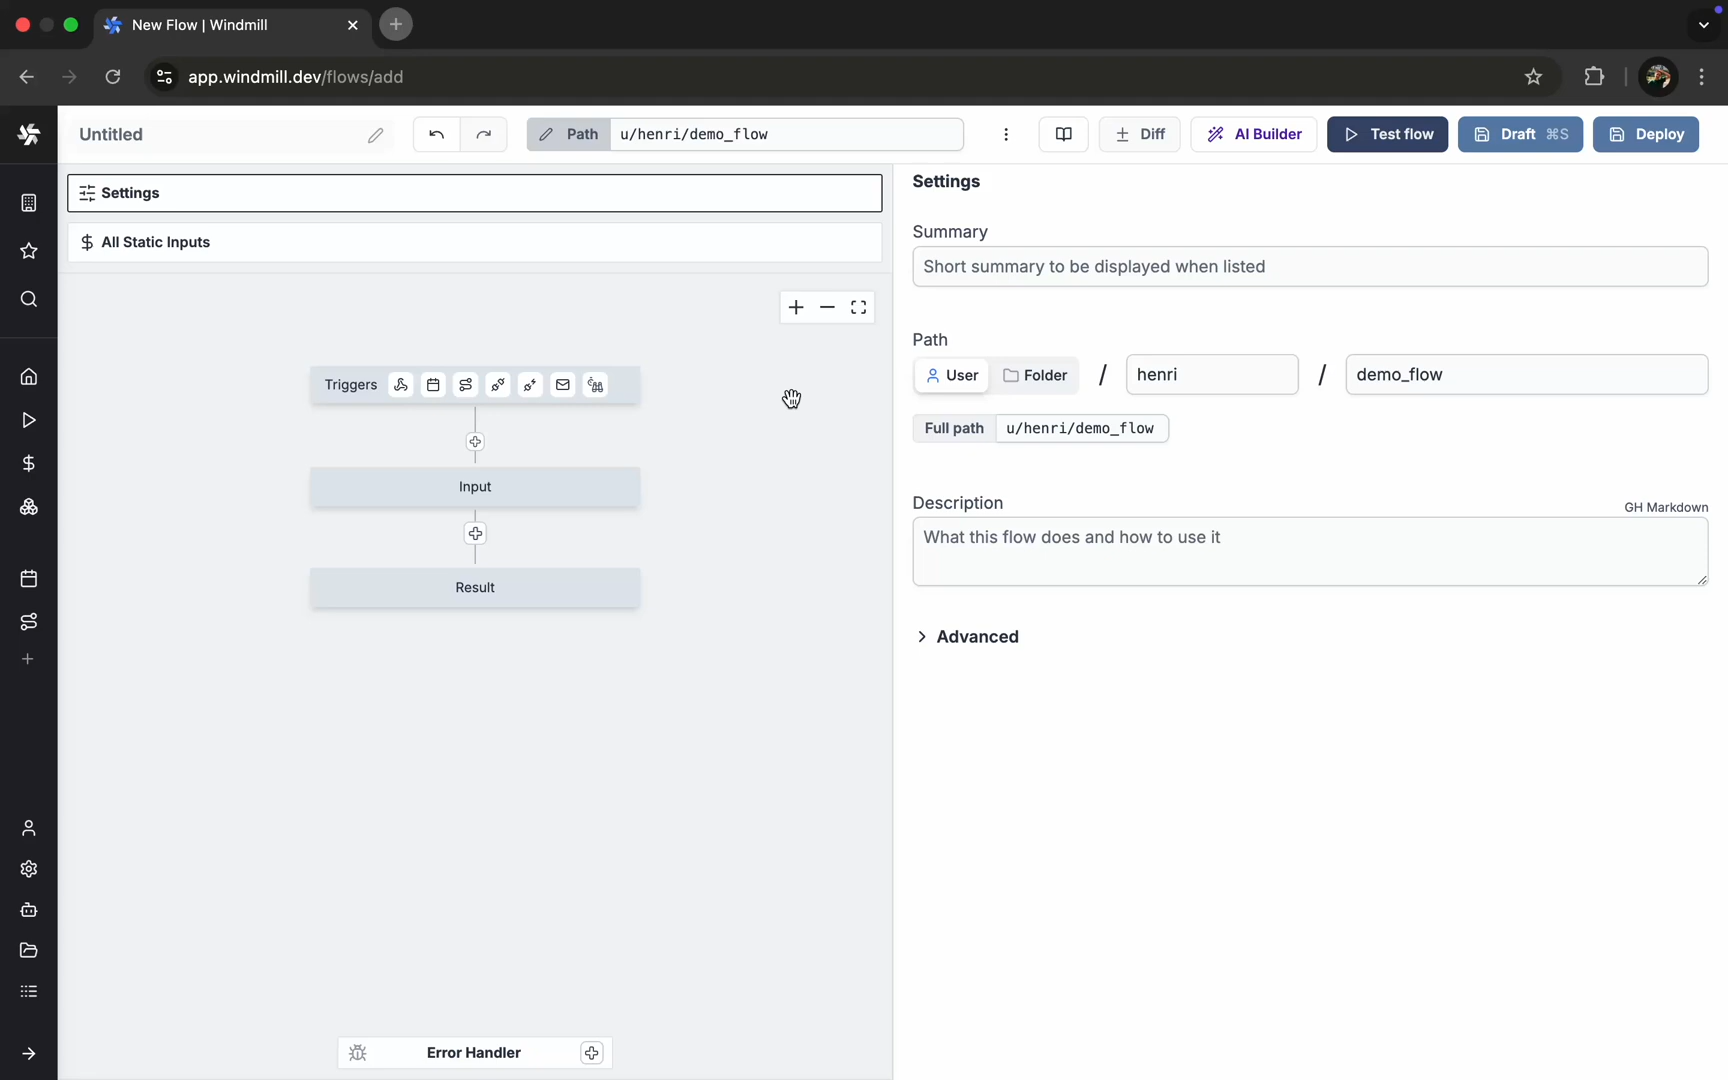 New Flow | Windmill
app.windmill.dev/flows/add
Untitled
Path u/henri/demo_flow
Diff
AI Builder
Test flow
Draft ⌘S
Deploy
Settings
All Static Inputs
Triggers
Input
Result
Error Handler
Settings
Summary
Short summary to be displayed when listed
Path
User Folder / henri / demo_flow
Full path u/henri/demo_flow
Description GH Markdown
What this flow does and how to use it
Advanced